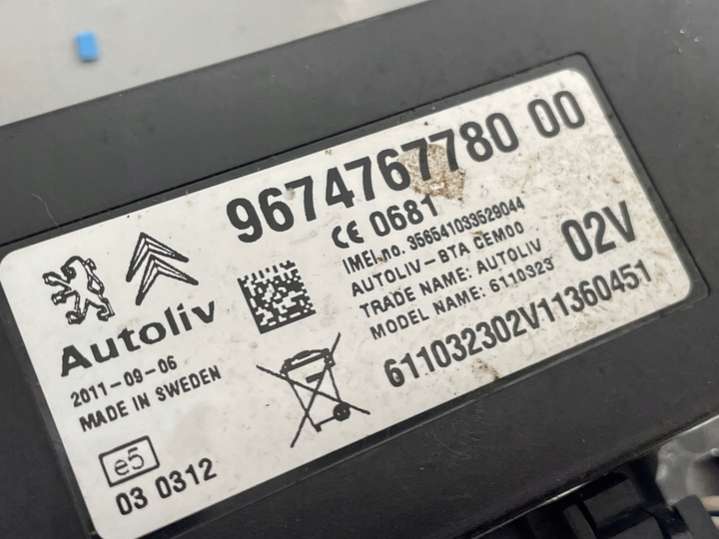 9674767780 00
CE 0681
IMEI no. 356541033529044
AUTOLIV-BTA CEM00
TRADE NAME: AUTOLIV
MODEL NAME: 6110323
02V
611032302V11360451
Autoliv
2011-09-06
MADE IN SWEDEN
e5
03 0312